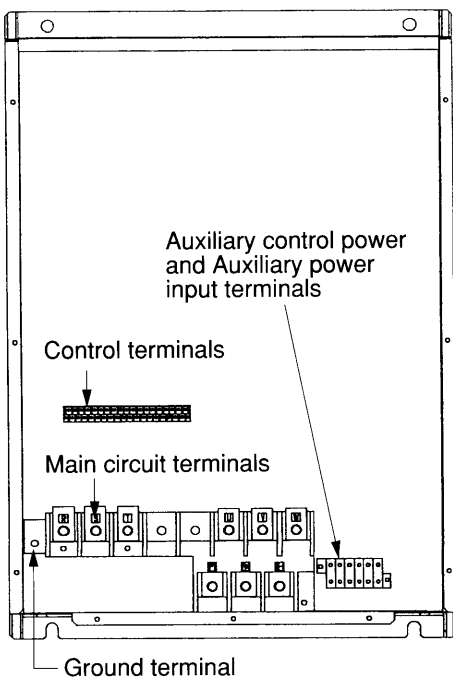 Auxiliary control power
and Auxiliary power
input terminals
Control terminals
Main circuit terminals
R S T U V W
Ground terminal